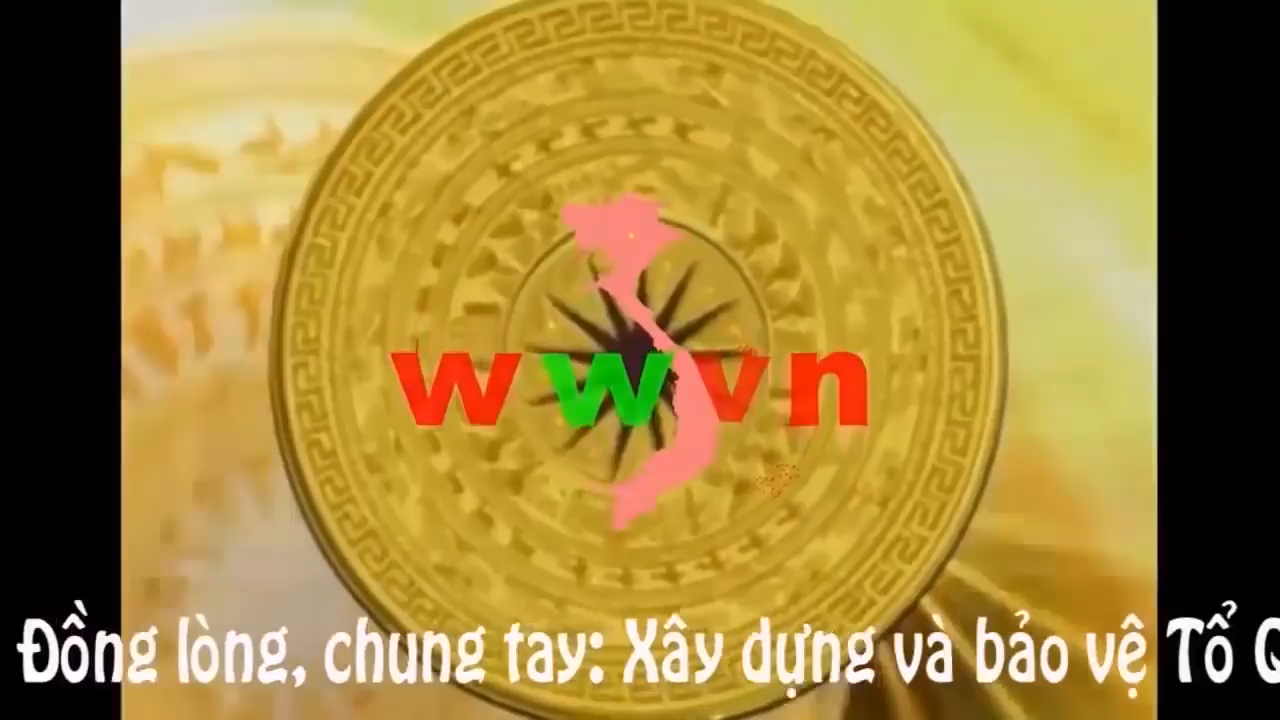 wwvn
Đồng lòng, chung tay: Xây dựng và bảo vệ Tổ